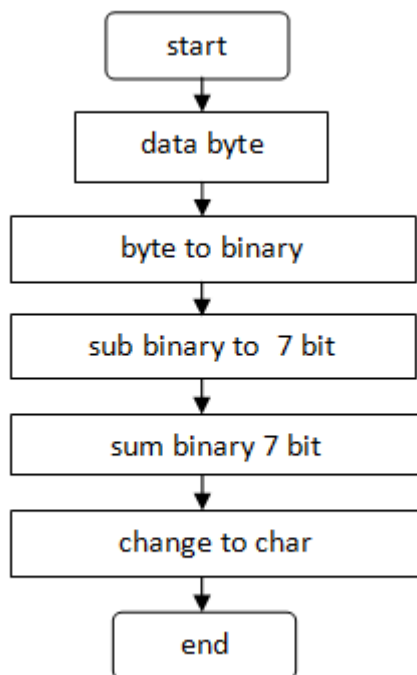 start
data byte
byte to binary
sub binary to 7 bit
sum binary 7 bit
change to char
end